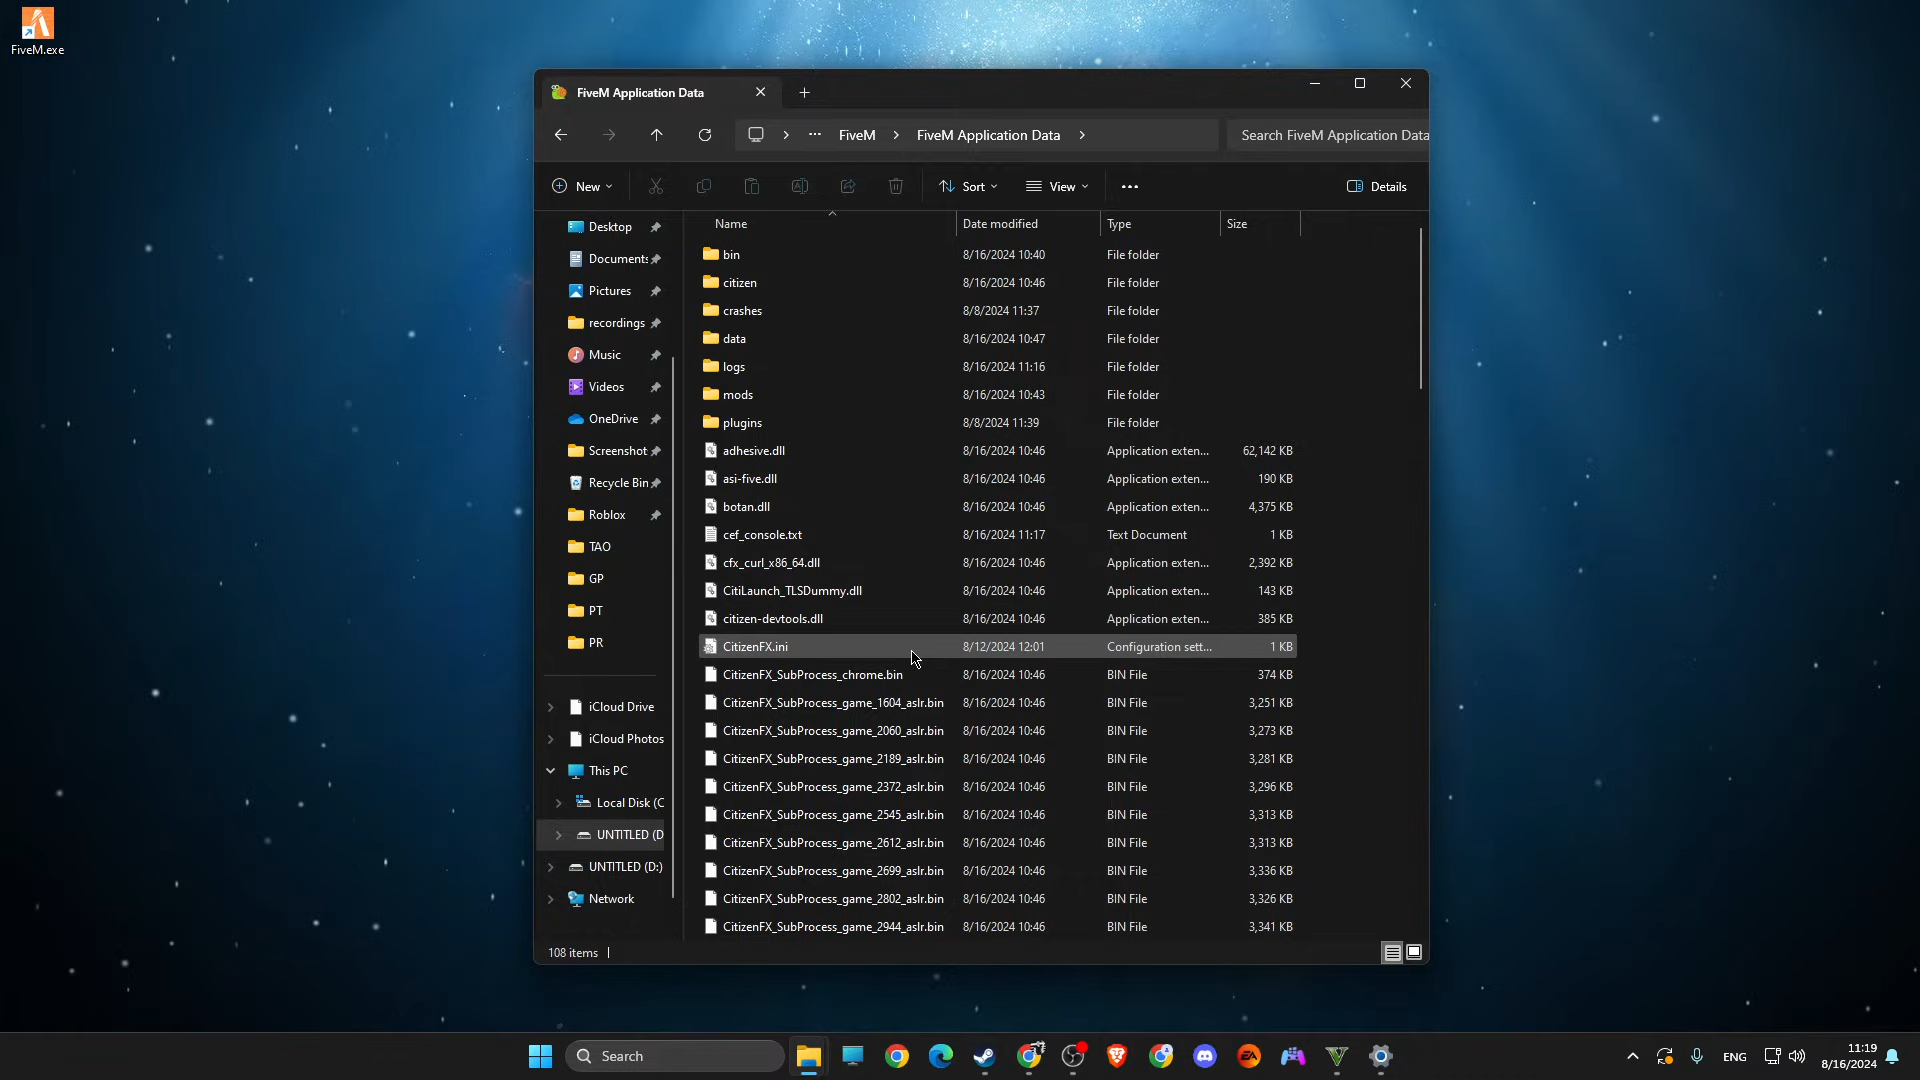 FiveM.exe
FiveM Application Data
FiveM
FiveM Application Data
Search FiveM Application Data
New
Sort
View
Details
Name
Date modified
Type
Size
Desktop
Documents
Pictures
recordings
Music
Videos
OneDrive
Screenshot
Recycle Bin
Roblox
TAO
GP
PT
PR
iCloud Drive
iCloud Photos
This PC
Local Disk (C
UNTITLED (D
UNTITLED (D:)
Network
bin 8/16/2024 10:40 File folder
citizen 8/16/2024 10:46 File folder
crashes 8/8/2024 11:37 File folder
data 8/16/2024 10:47 File folder
logs 8/16/2024 11:16 File folder
mods 8/16/2024 10:43 File folder
plugins 8/8/2024 11:39 File folder
adhesive.dll 8/16/2024 10:46 Application exten... 62,142 KB
asi-five.dll 8/16/2024 10:46 Application exten... 190 KB
botan.dll 8/16/2024 10:46 Application exten... 4,375 KB
cef_console.txt 8/16/2024 11:17 Text Document 1 KB
cfx_curl_x86_64.dll 8/16/2024 10:46 Application exten... 2,392 KB
CitiLaunch_TLSDummy.dll 8/16/2024 10:46 Application exten... 143 KB
citizen-devtools.dll 8/16/2024 10:46 Application exten... 385 KB
CitizenFX.ini 8/12/2024 12:01 Configuration sett... 1 KB
CitizenFX_SubProcess_chrome.bin 8/16/2024 10:46 BIN File 374 KB
CitizenFX_SubProcess_game_1604_aslr.bin 8/16/2024 10:46 BIN File 3,251 KB
CitizenFX_SubProcess_game_2060_aslr.bin 8/16/2024 10:46 BIN File 3,273 KB
CitizenFX_SubProcess_game_2189_aslr.bin 8/16/2024 10:46 BIN File 3,281 KB
CitizenFX_SubProcess_game_2372_aslr.bin 8/16/2024 10:46 BIN File 3,296 KB
CitizenFX_SubProcess_game_2545_aslr.bin 8/16/2024 10:46 BIN File 3,313 KB
CitizenFX_SubProcess_game_2612_aslr.bin 8/16/2024 10:46 BIN File 3,313 KB
CitizenFX_SubProcess_game_2699_aslr.bin 8/16/2024 10:46 BIN File 3,336 KB
CitizenFX_SubProcess_game_2802_aslr.bin 8/16/2024 10:46 BIN File 3,326 KB
CitizenFX_SubProcess_game_2944_aslr.bin 8/16/2024 10:46 BIN File 3,341 KB
108 items
Search
EA
ENG
11:19
8/16/2024